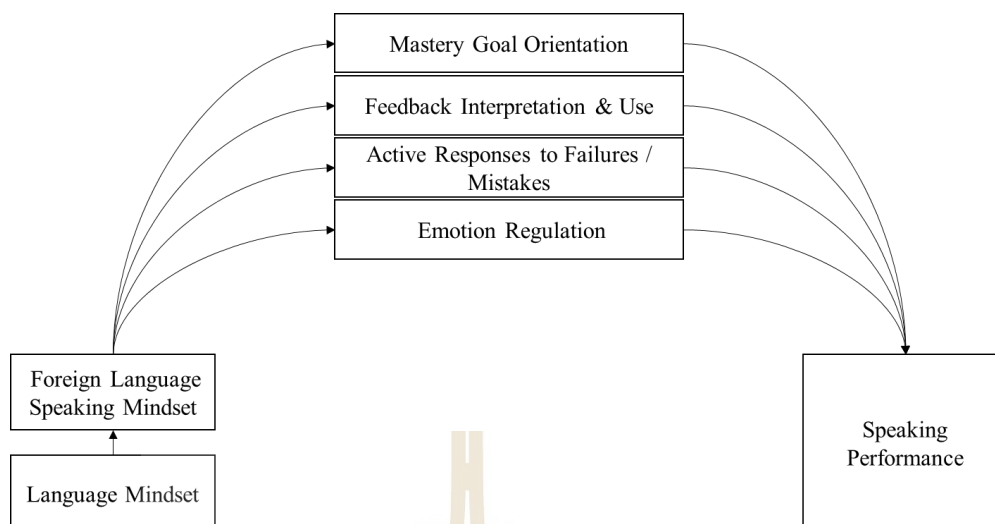 Mastery Goal Orientation
Feedback Interpretation & Use
Active Responses to Failures /
Mistakes
Emotion Regulation
Foreign Language
Speaking Mindset
Language Mindset
Speaking
Performance